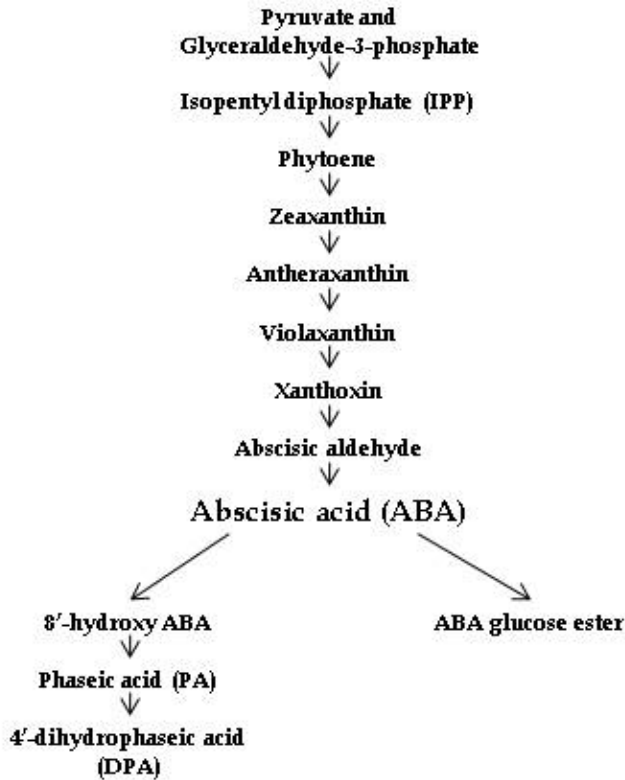 Pyruvate and
Glyceraldehyde-3-phosphate
Isopentyl diphosphate (IPP)
Phytoene
Zeaxanthin
Antheraxanthin
Violaxanthin
Xanthoxin
Abscisic aldehyde
Abscisic acid (ABA)
8′-hydroxy ABA
ABA glucose ester
Phaseic acid (PA)
4′-dihydrophaseic acid
(DPA)